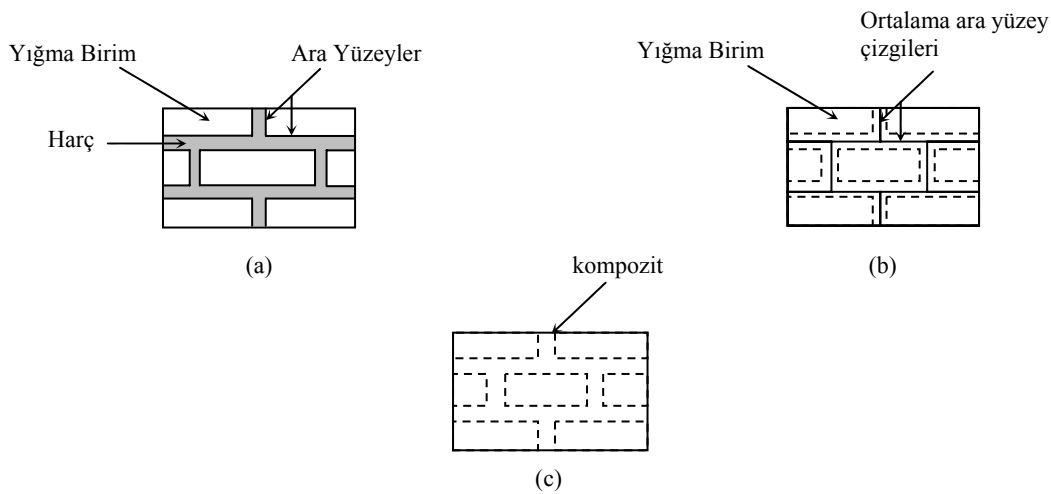 Yığma Birim
Ara Yüzeyler
Harç
(a)
Ortalama ara yüzey
çizgileri
Yığma Birim
(b)
kompozit
(c)